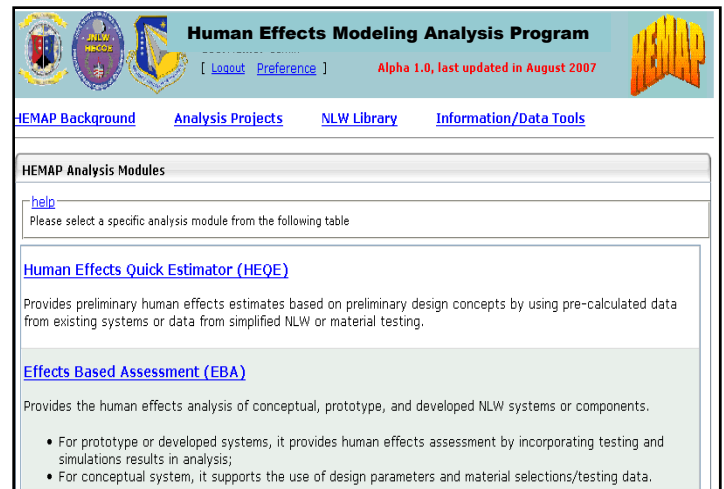 Human Effects Modeling Analysis Program
JNLW
HECOE
[ Logout Preference ] Alpha 1.0, last updated in August 2007
HEMAP
HEMAP Background Analysis Projects NLW Library Information/Data Tools
HEMAP Analysis Modules
help
Please select a specific analysis module from the following table
Human Effects Quick Estimator (HEQE)
Provides preliminary human effects estimates based on preliminary design concepts by using pre-calculated data
from existing systems or data from simplified NLW or material testing.
Effects Based Assessment (EBA)
Provides the human effects analysis of conceptual, prototype, and developed NLW systems or components.
• For prototype or developed systems, it provides human effects assessment by incorporating testing and
simulations results in analysis;
• For conceptual system, it supports the use of design parameters and material selections/testing data.